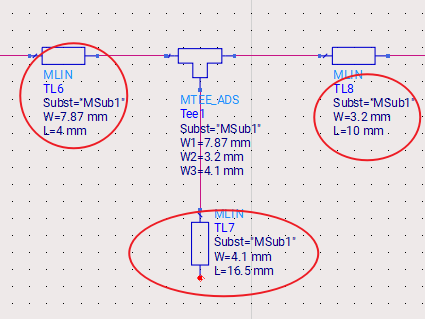 MLIN
TL6
Subst="MSub1"
W=7.87 mm
L=4 mm
MTEE_ADS
Tee1
Subst="MSub1"
W1=7.87 mm
W2=3.2 mm
W3=4.1 mm
MLIN
TL8
Subst="MSub1"
W=3.2 mm
L=10 mm
MLIN
TL7
Subst="MSub1"
W=4.1 mm
L=16.5 mm